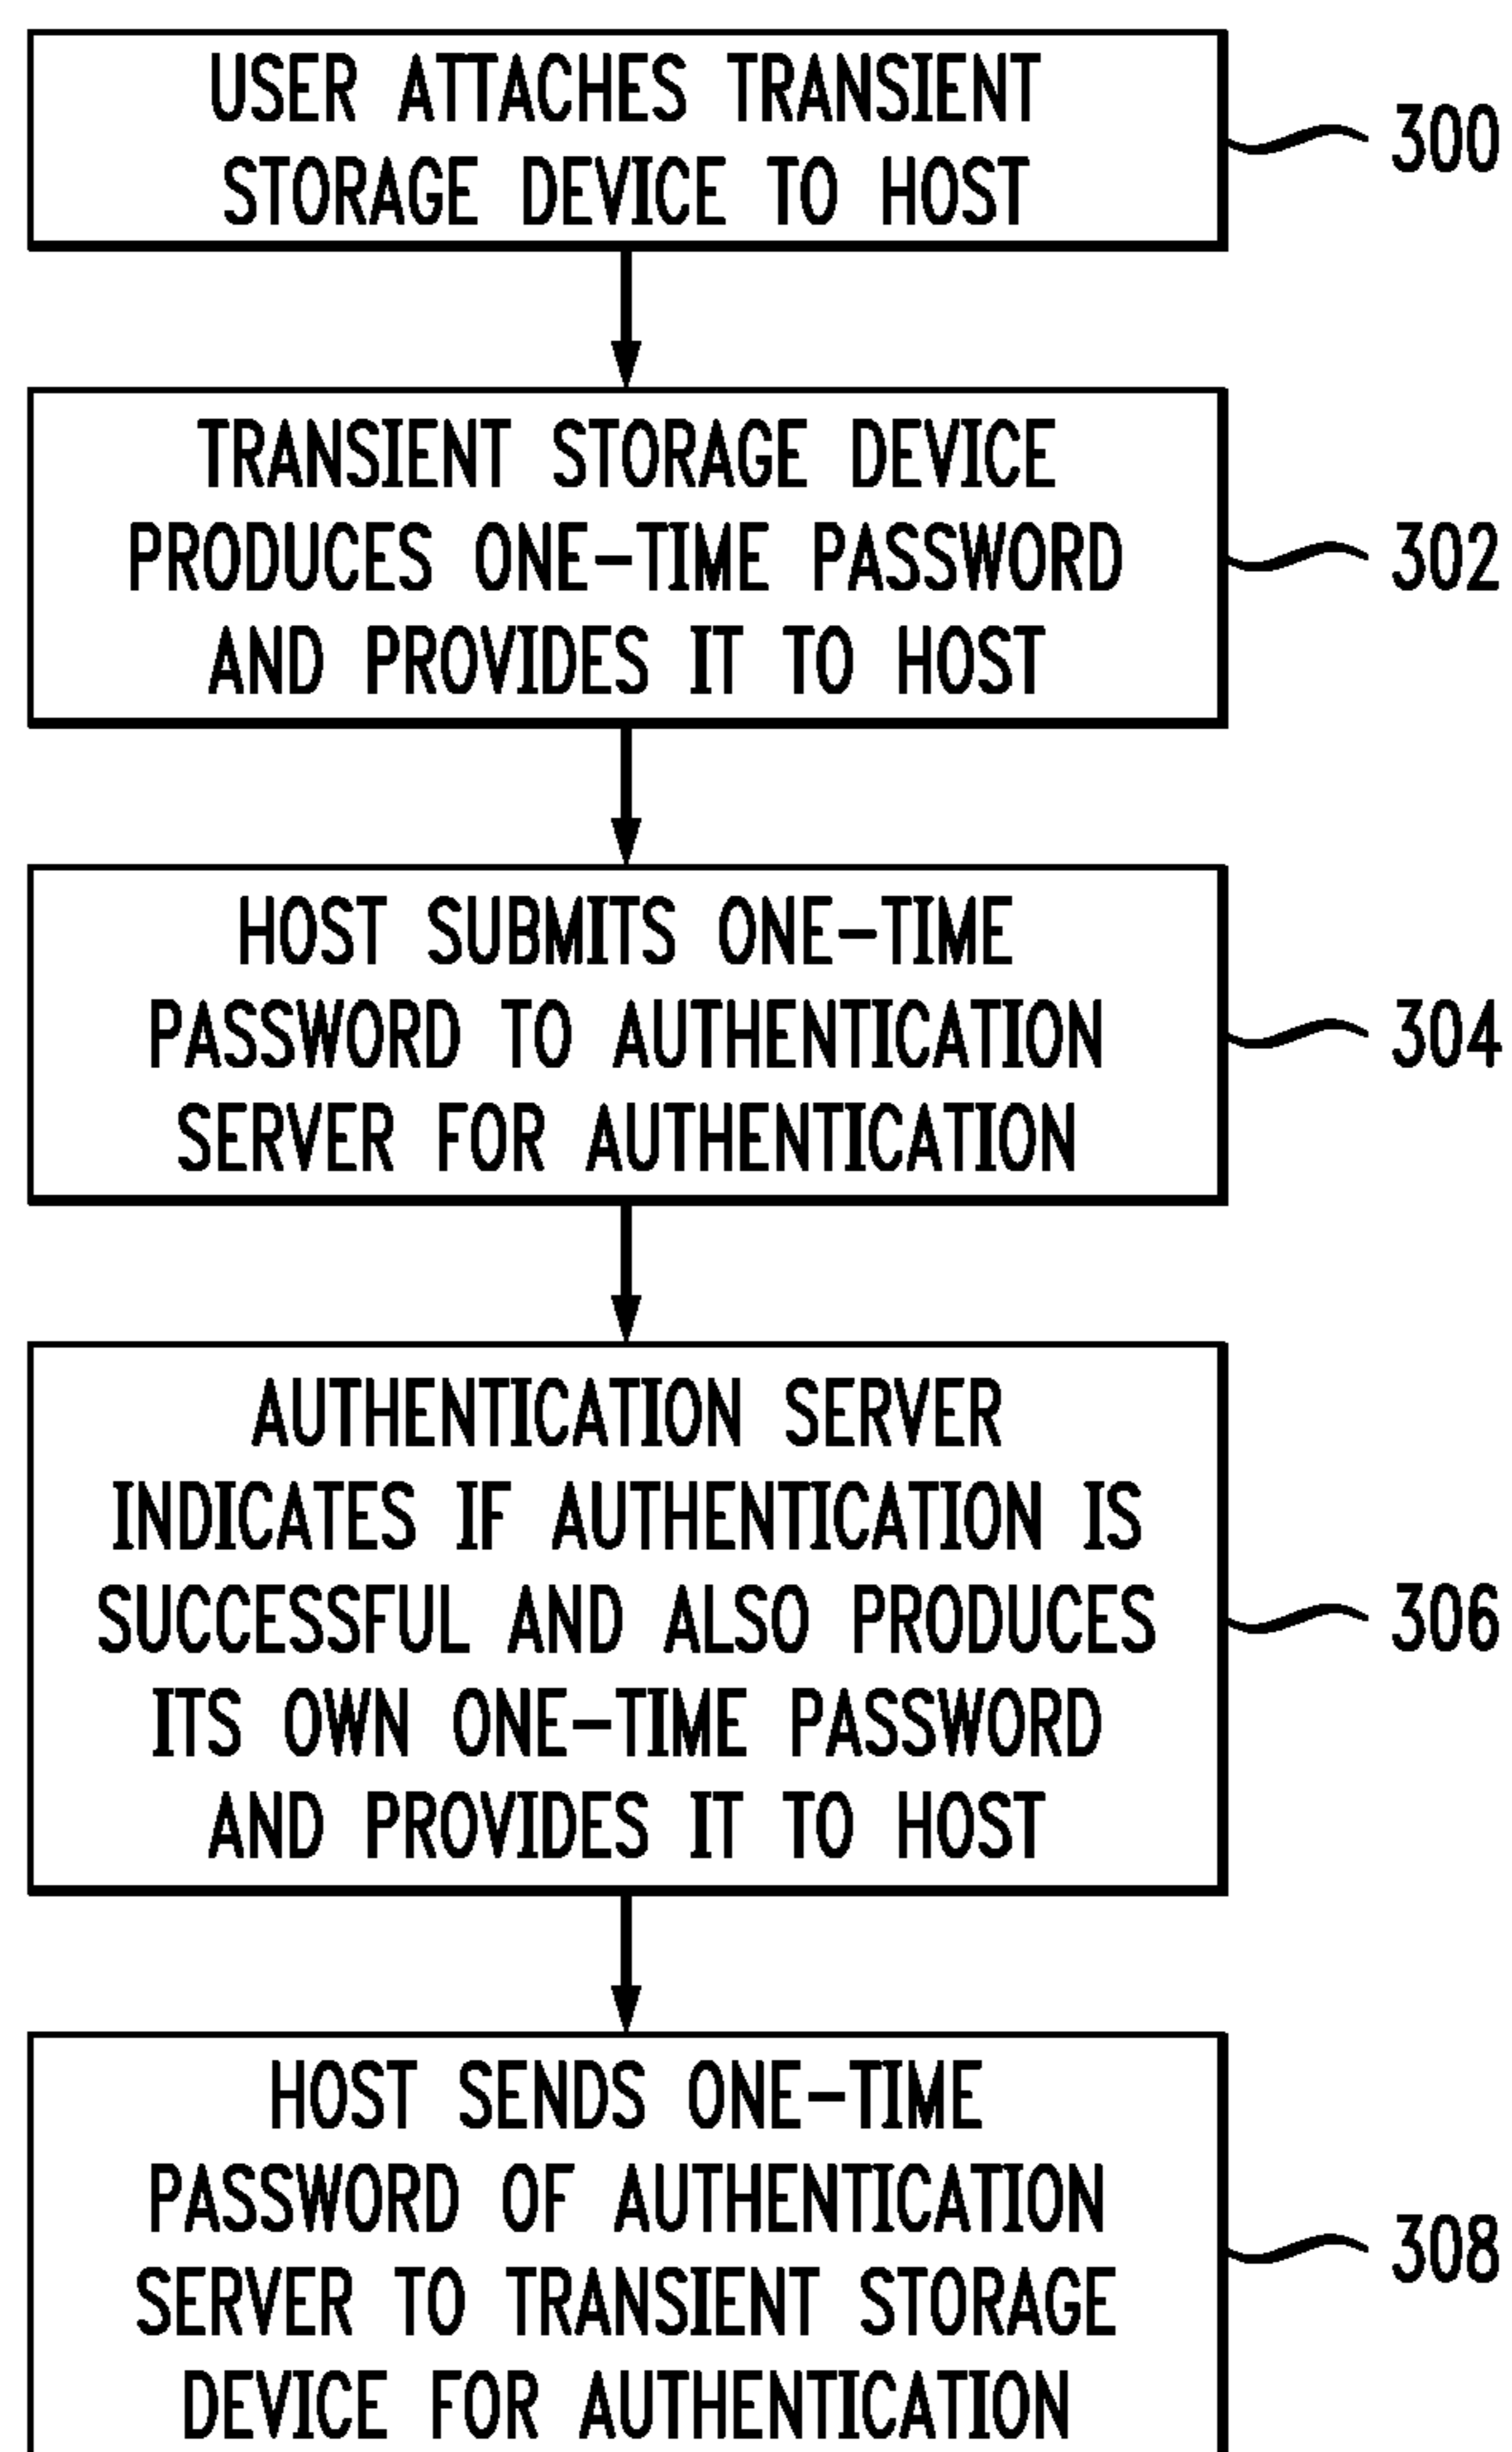 USER ATTACHES TRANSIENT
STORAGE DEVICE TO HOST
300
TRANSIENT STORAGE DEVICE
PRODUCES ONE-TIME PASSWORD
AND PROVIDES IT TO HOST
302
HOST SUBMITS ONE-TIME
PASSWORD TO AUTHENTICATION
SERVER FOR AUTHENTICATION
304
AUTHENTICATION SERVER
INDICATES IF AUTHENTICATION IS
SUCCESSFUL AND ALSO PRODUCES
ITS OWN ONE-TIME PASSWORD
AND PROVIDES IT TO HOST
306
HOST SENDS ONE-TIME
PASSWORD OF AUTHENTICATION
SERVER TO TRANSIENT STORAGE
DEVICE FOR AUTHENTICATION
308